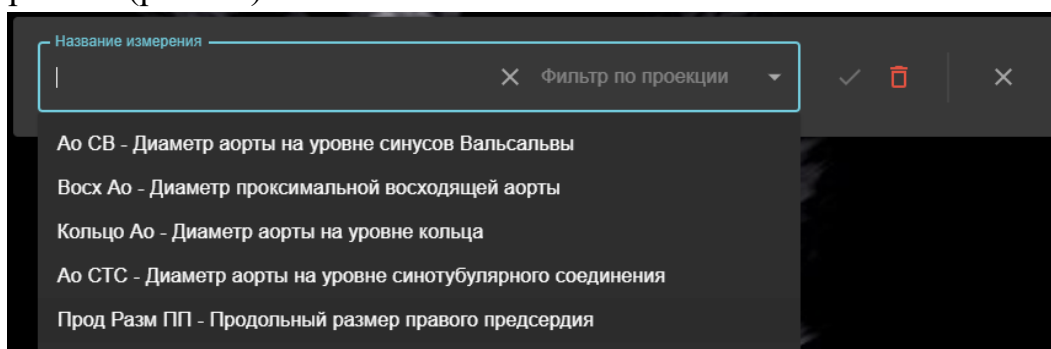 Название измерения
Фильтр по проекции
Ао СВ - Диаметр аорты на уровне синусов Вальсальвы
Восх Ао - Диаметр проксимальной восходящей аорты
Кольцо Ао - Диаметр аорты на уровне кольца
Ао СТС - Диаметр аорты на уровне синотубулярного соединения
Прод Разм ПП - Продольный размер правого предсердия